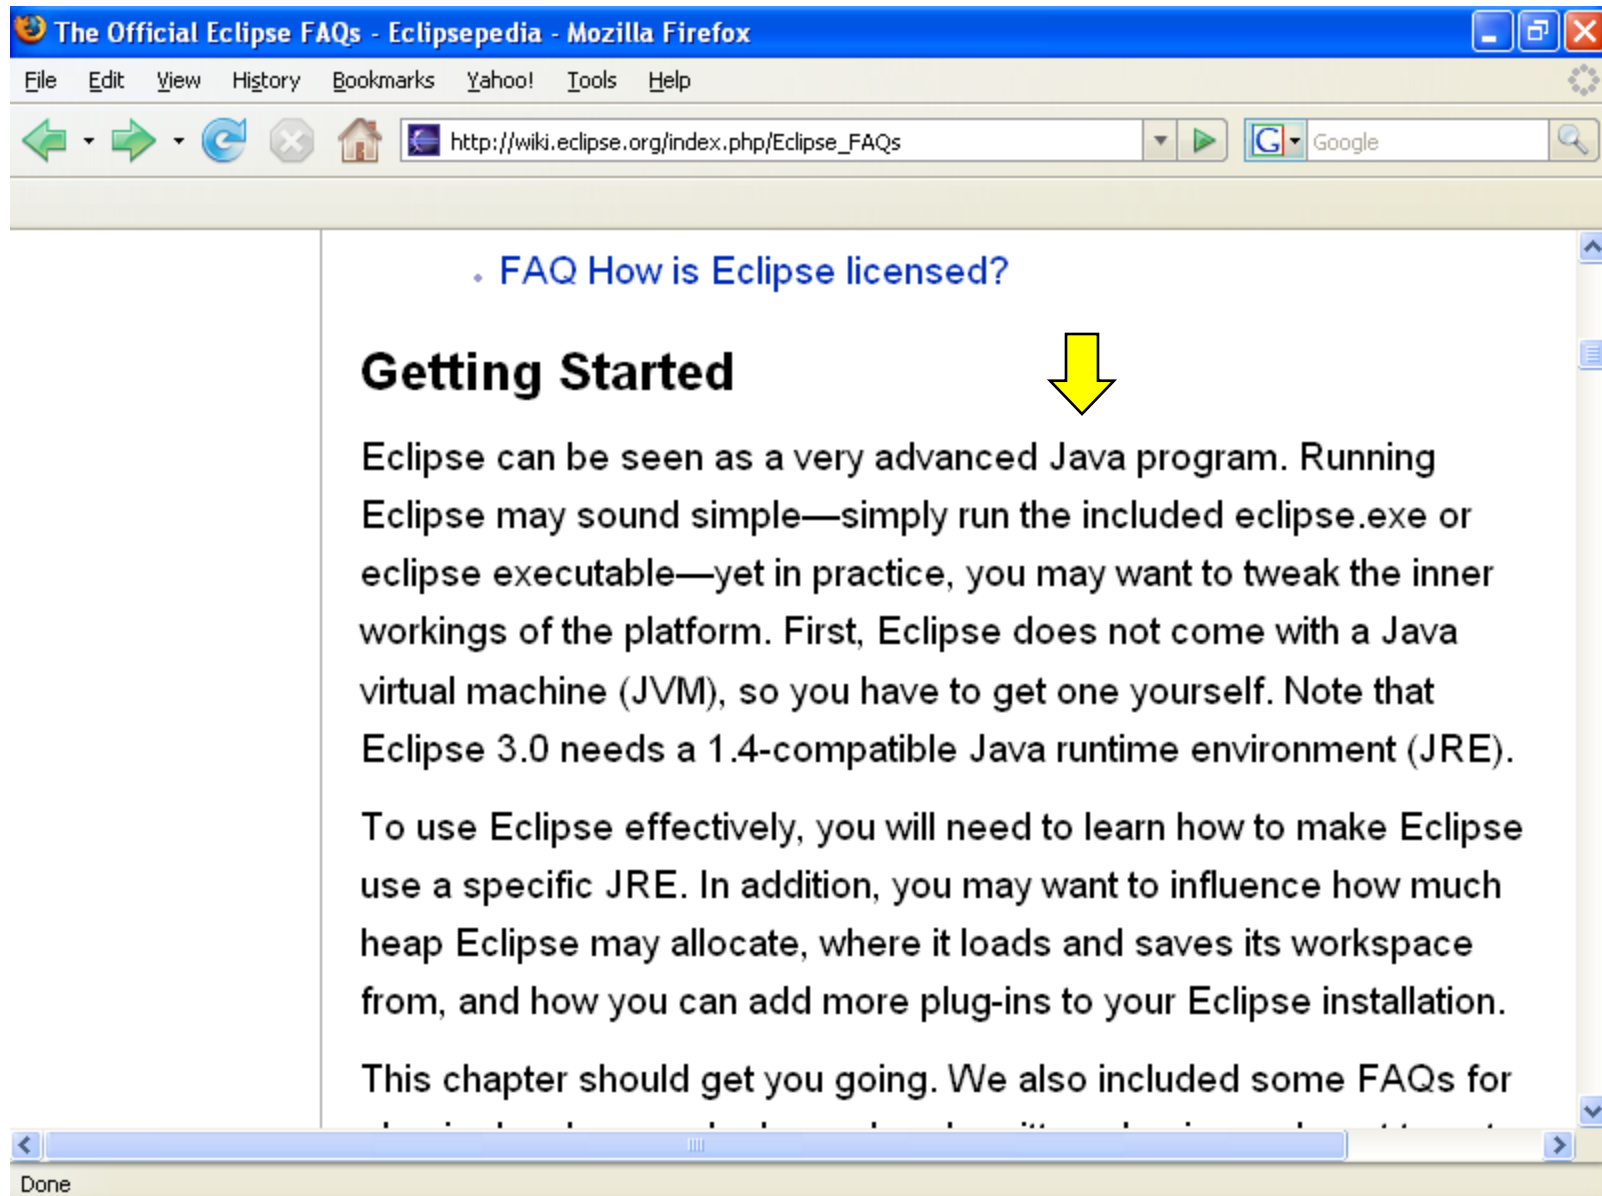 The Official Eclipse FAQs - Eclipsepedia - Mozilla Firefox
File Edit View History Bookmarks Yahoo! Tools Help
http://wiki.eclipse.org/index.php/Eclipse_FAQs G Google
FAQ How is Eclipse licensed?
Getting Started
Eclipse can be seen as a very advanced Java program. Running
Eclipse may sound simple—simply run the included eclipse.exe or
eclipse executable—yet in practice, you may want to tweak the inner
workings of the platform. First, Eclipse does not come with a Java
virtual machine (JVM), so you have to get one yourself. Note that
Eclipse 3.0 needs a 1.4-compatible Java runtime environment (JRE).
To use Eclipse effectively, you will need to learn how to make Eclipse
use a specific JRE. In addition, you may want to influence how much
heap Eclipse may allocate, where it loads and saves its workspace
from, and how you can add more plug-ins to your Eclipse installation.
This chapter should get you going. We also included some FAQs for
Done